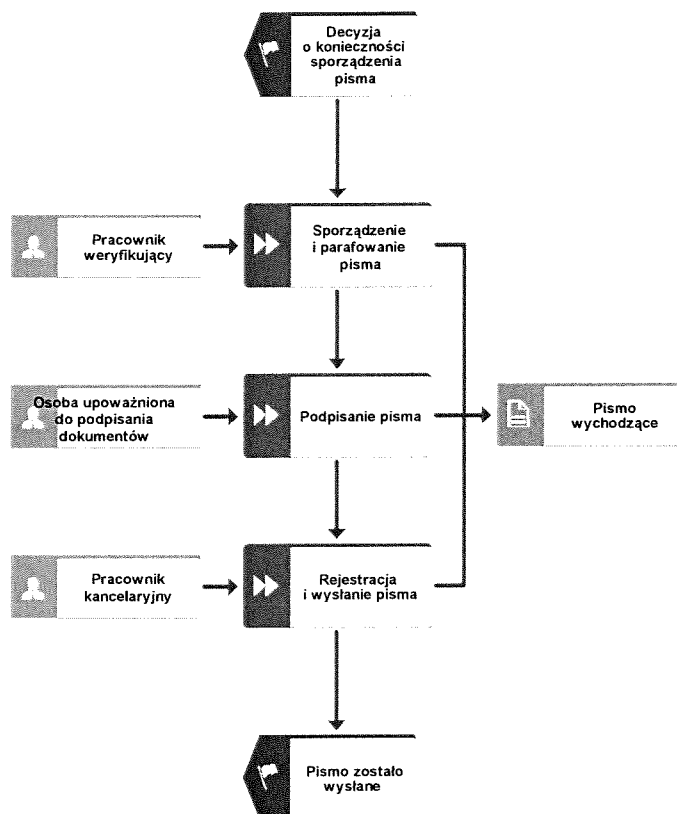 Decyzja
o konieczności
sporządzenia
pisma
Pracownik
weryfikujący
Sporządzenie
i parafowanie
pisma
Osoba upoważniona
do podpisania
dokumentów
Podpisanie pisma
Pismo
wychodzące
Pracownik
kancelaryjny
Rejestracja
i wysłanie pisma
Pismo zostało
wysłane